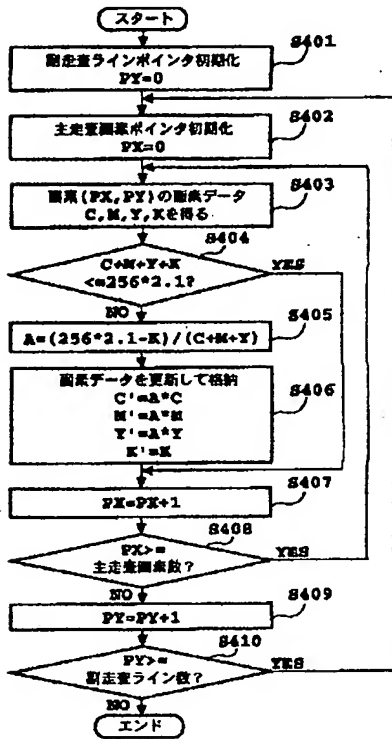 スタート
S401
副走査ラインポインタ初期化
PY=0
S402
主走査画素ポインタ初期化
PX=0
S403
画素(PX,PY)の画素データ
C,M,Y,Kを得る
S404
C+M+Y+K
<=256*2.1?
YES
NO
S405
A=(256*2.1-K)/(C+M+Y)
S406
画素データを更新して格納
C'=A*C
M'=A*M
Y'=A*Y
K'=K
S407
PX=PX+1
S408
PX>=
主走査画素数?
YES
NO
S409
PY=PY+1
S410
PY>=
副走査ライン数?
YES
NO
エンド